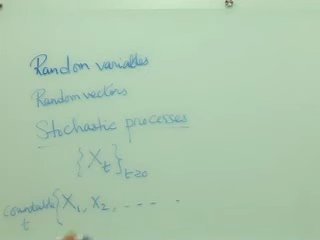 Random variables
Random vectors
Stochastic processes
{X_t}_{t≥0}
countable t {X_1, X_2, ----- .